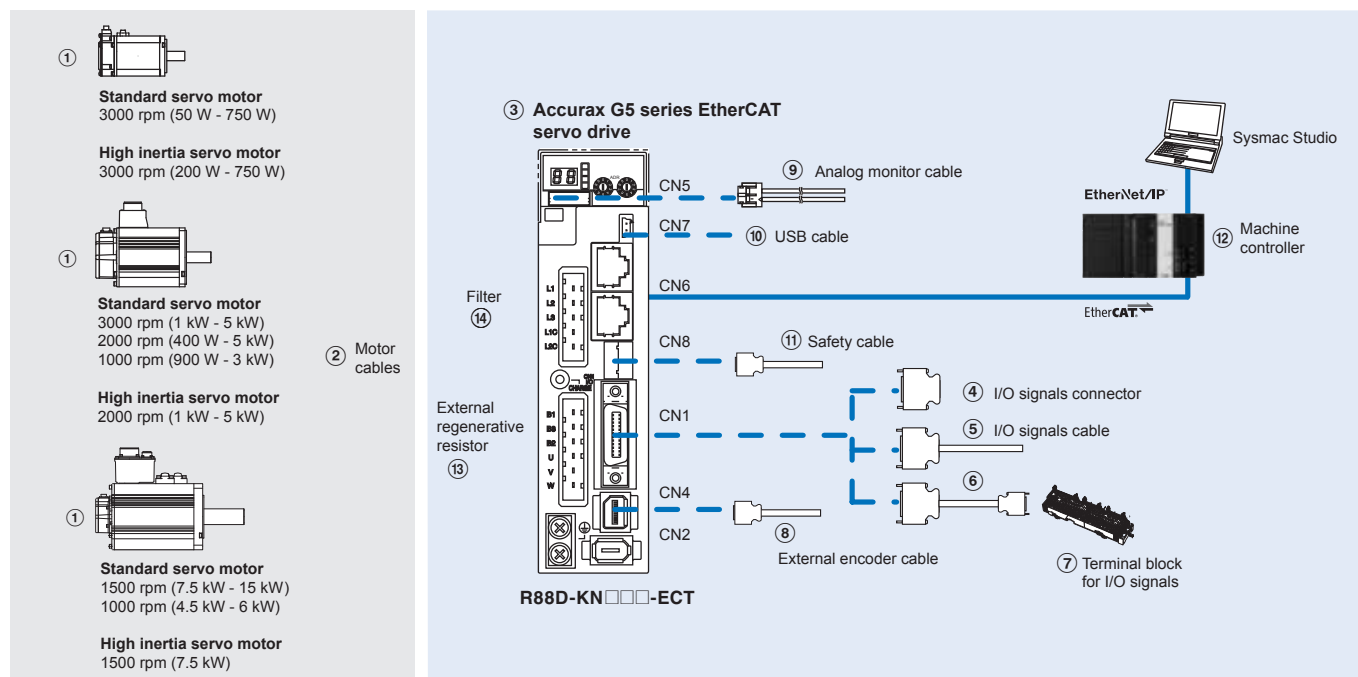 ①
Standard servo motor
3000 rpm (50 W - 750 W)
High inertia servo motor
3000 rpm (200 W - 750 W)
①
Standard servo motor
3000 rpm (1 kW - 5 kW)
2000 rpm (400 W - 5 kW)
1000 rpm (900 W - 3 kW)
High inertia servo motor
2000 rpm (1 kW - 5 kW)
①
Standard servo motor
1500 rpm (7.5 kW - 15 kW)
1000 rpm (4.5 kW - 6 kW)
High inertia servo motor
1500 rpm (7.5 kW)
② Motor
cables
③ Accurax G5 series EtherCAT
servo drive
ADR
CN5
⑨ Analog monitor cable
CN7
⑩ USB cable
CN6
Filter
⑭
L1
L2
L3
L1C
L2C
CN8
⑪ Safety cable
CN1
I/O
CHARGE
CN1
External
regenerative
resistor
⑬
B1
B3
B2
U
V
W
④ I/O signals connector
⑤ I/O signals cable
⑥
⑦ Terminal block
for I/O signals
CN4
CN2
⑧
External encoder cable
R88D-KN□□□-ECT
Sysmac Studio
EtherNet/IP
⑫ Machine
controller
EtherCAT